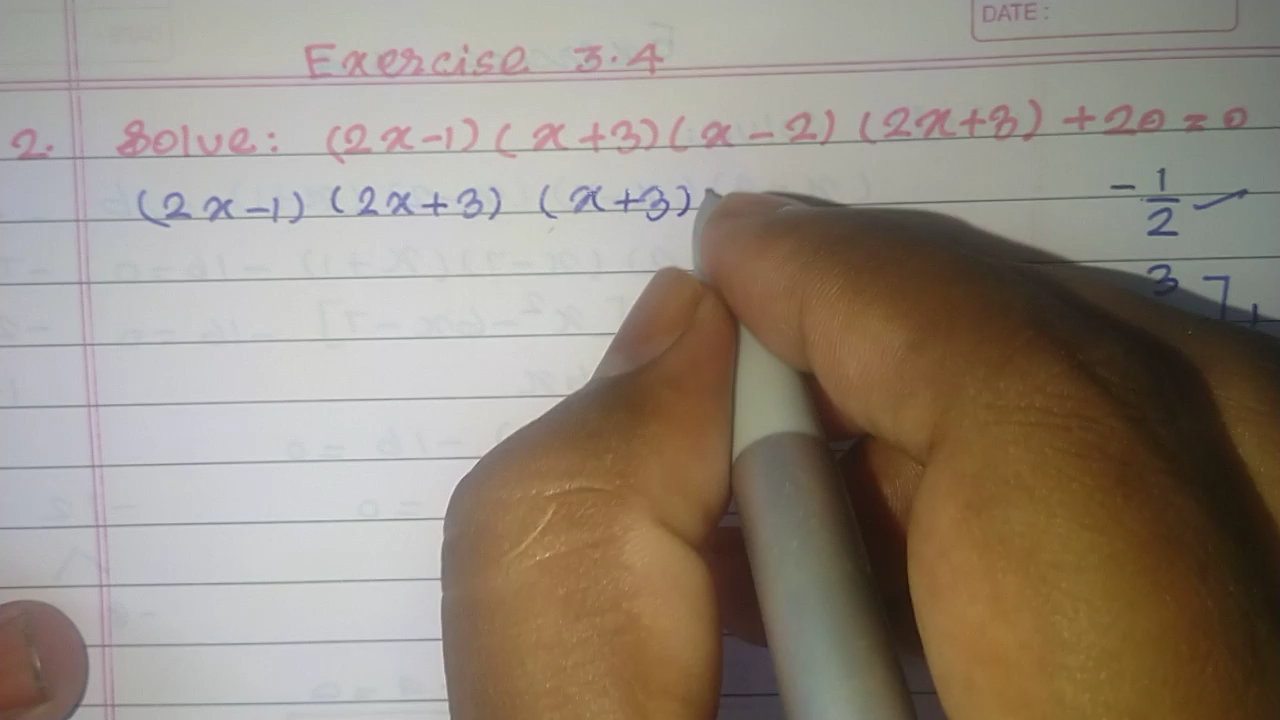 DATE :
Exercise 3.4
2. Solve: (2x-1) (x+3) (x-2) (2x+3) +20 = 0
(2x-1) (2x+3) (x+3)
- 1/2
3